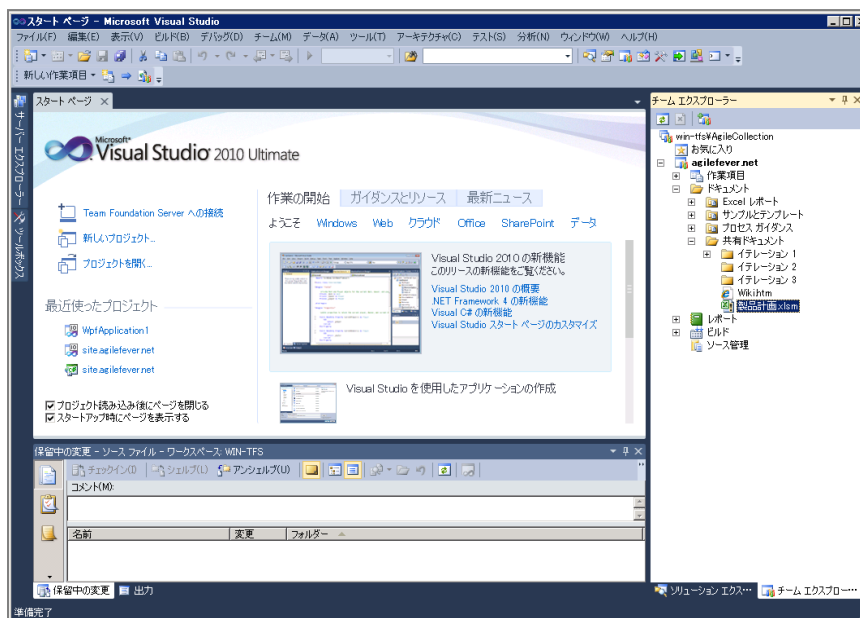 スタート ページ - Microsoft Visual Studio
ファイル(F) 編集(E) 表示(V) ビルド(B) デバッグ(D) チーム(M) データ(A) ツール(T) アーキテクチャ(C) テスト(S) 分析(N) ウィンドウ(W) ヘルプ(H)
新しい作業項目
サーバー エクスプローラー
ツールボックス
スタート ページ
Microsoft
Visual Studio 2010 Ultimate
Team Foundation Server への接続
新しいプロジェクト...
プロジェクトを開く...
最近使ったプロジェクト
WpfApplication1
site.agilefever.net
site.agilefever.net
プロジェクト読み込み後にページを閉じる
スタートアップ時にページを表示する
作業の開始 ガイダンスとリソース 最新ニュース
ようこそ Windows Web クラウド Office SharePoint データ
Visual Studio 2010 の新機能
このリリースの新機能をご覧ください。
Visual Studio 2010 の概要
.NET Framework 4 の新機能
Visual C# の新機能
Visual Studio スタート ページのカスタマイズ
Visual Studio を使用したアプリケーションの作成
保留中の変更 - ソース ファイル - ワークスペース: WIN-TFS
チェックイン(I) シェルブ(L) アンシェルブ(U)
コメント(M):
名前 変更 フォルダー
保留中の変更 出力
準備完了
チーム エクスプローラー
win-tfs¥AgileCollection
お気に入り
agilefever.net
作業項目
ドキュメント
Excel レポート
サンプルとテンプレート
プロセス ガイダンス
共有ドキュメント
イテレーション 1
イテレーション 2
イテレーション 3
Wiki.htm
製品計画.xlsm
レポート
ビルド
ソース管理
ソリューション エクス... チーム エクスプロー...